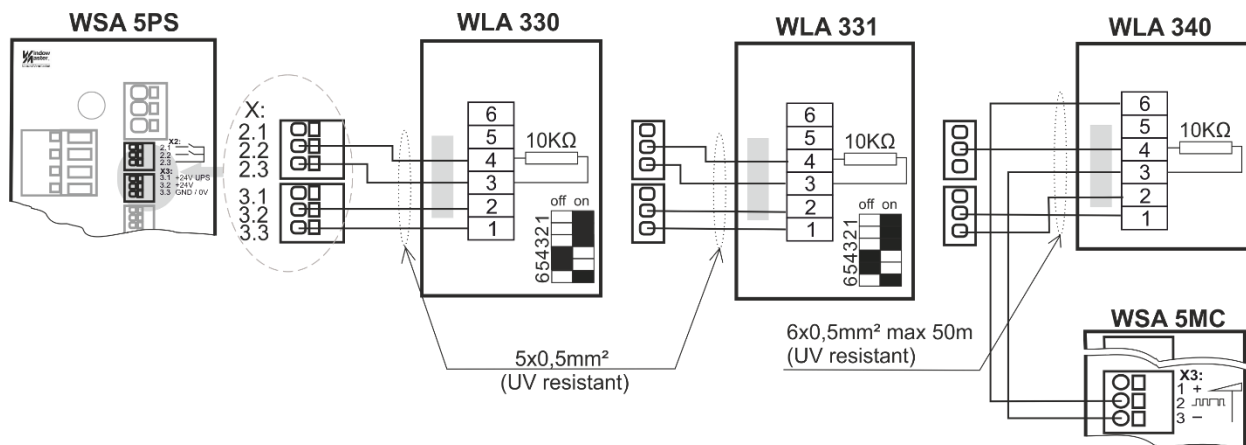 WSA 5PS
WLA 330
WLA 331
WLA 340
Window
Master.
X2:
2.1
2.2
2.3
X3:
3.1 +24V UPS
3.2 +24V
3.3 GND / 0V
X:
2.1
2.2
2.3
3.1
3.2
3.3
6
5
4
3
2
1
10KΩ
off on
654321
6
5
4
3
2
1
10KΩ
off on
654321
6
5
4
3
2
1
10KΩ
5x0,5mm²
(UV resistant)
6x0,5mm² max 50m
(UV resistant)
WSA 5MC
X3:
1 +
2
3 −